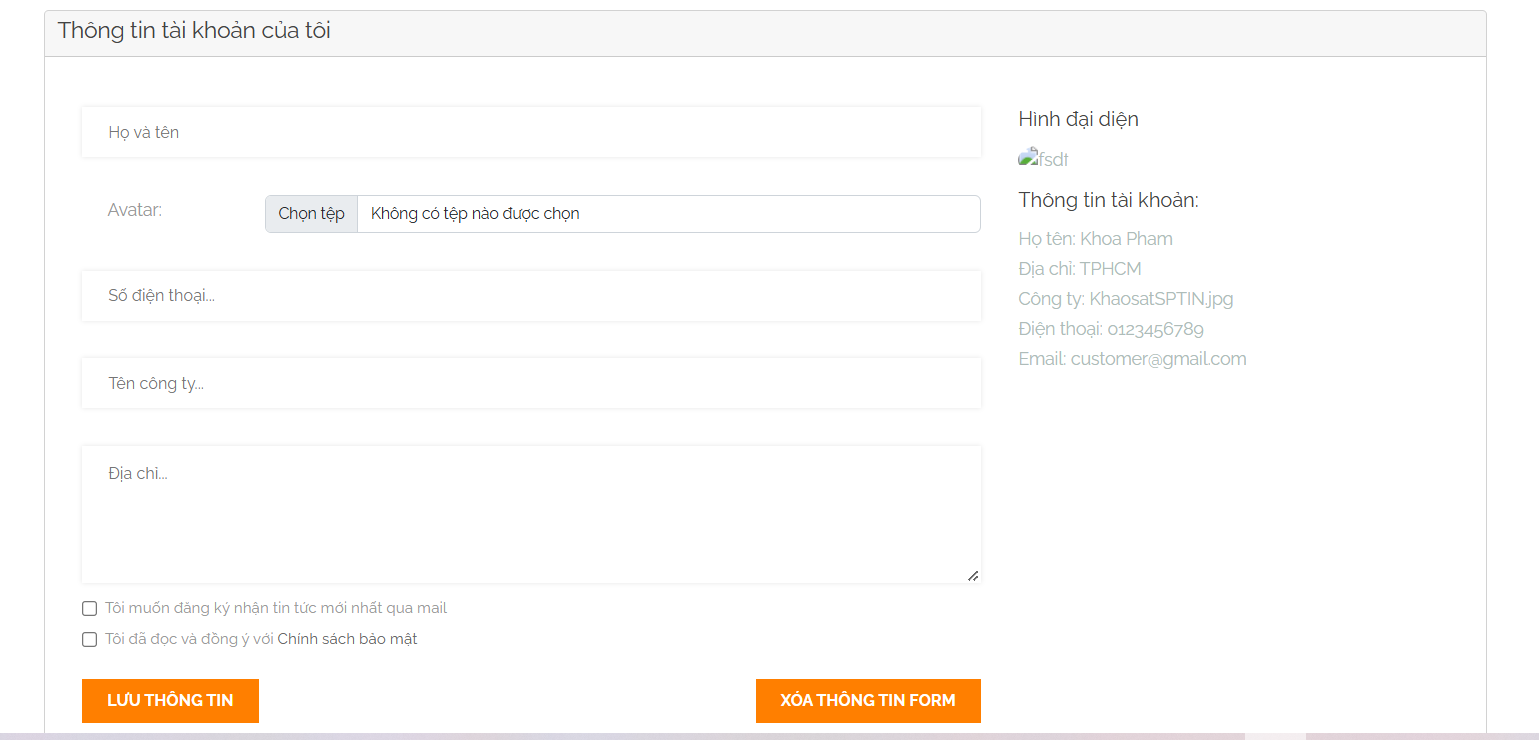 Thông tin tài khoản của tôi
Họ và tên
Avatar:
Chọn tệp Không có tệp nào được chọn
Số điện thoại...
Tên công ty...
Địa chỉ...
Tôi muốn đăng ký nhận tin tức mới nhất qua mail
Tôi đã đọc và đồng ý với Chính sách bảo mật
LƯU THÔNG TIN
XÓA THÔNG TIN FORM
Hình đại diện
fsdf
Thông tin tài khoản:
Họ tên: Khoa Pham
Địa chỉ: TPHCM
Công ty: KhaosatSPTIN.jpg
Điện thoại: 0123456789
Email: customer@gmail.com